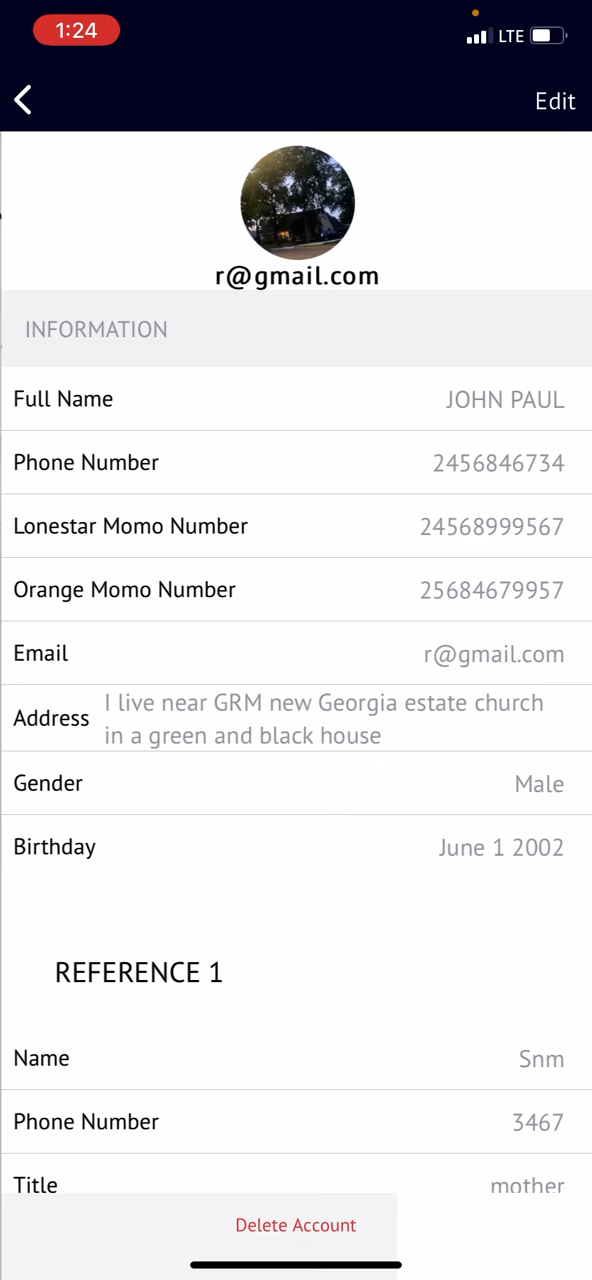 1:24
LTE
Edit
r@gmail.com
INFORMATION
Full Name JOHN PAUL
Phone Number 2456846734
Lonestar Momo Number 24568999567
Orange Momo Number 25684679957
Email r@gmail.com
Address I live near GRM new Georgia estate church
in a green and black house
Gender Male
Birthday June 1 2002
REFERENCE 1
Name Snm
Phone Number 3467
Title mother
Delete Account